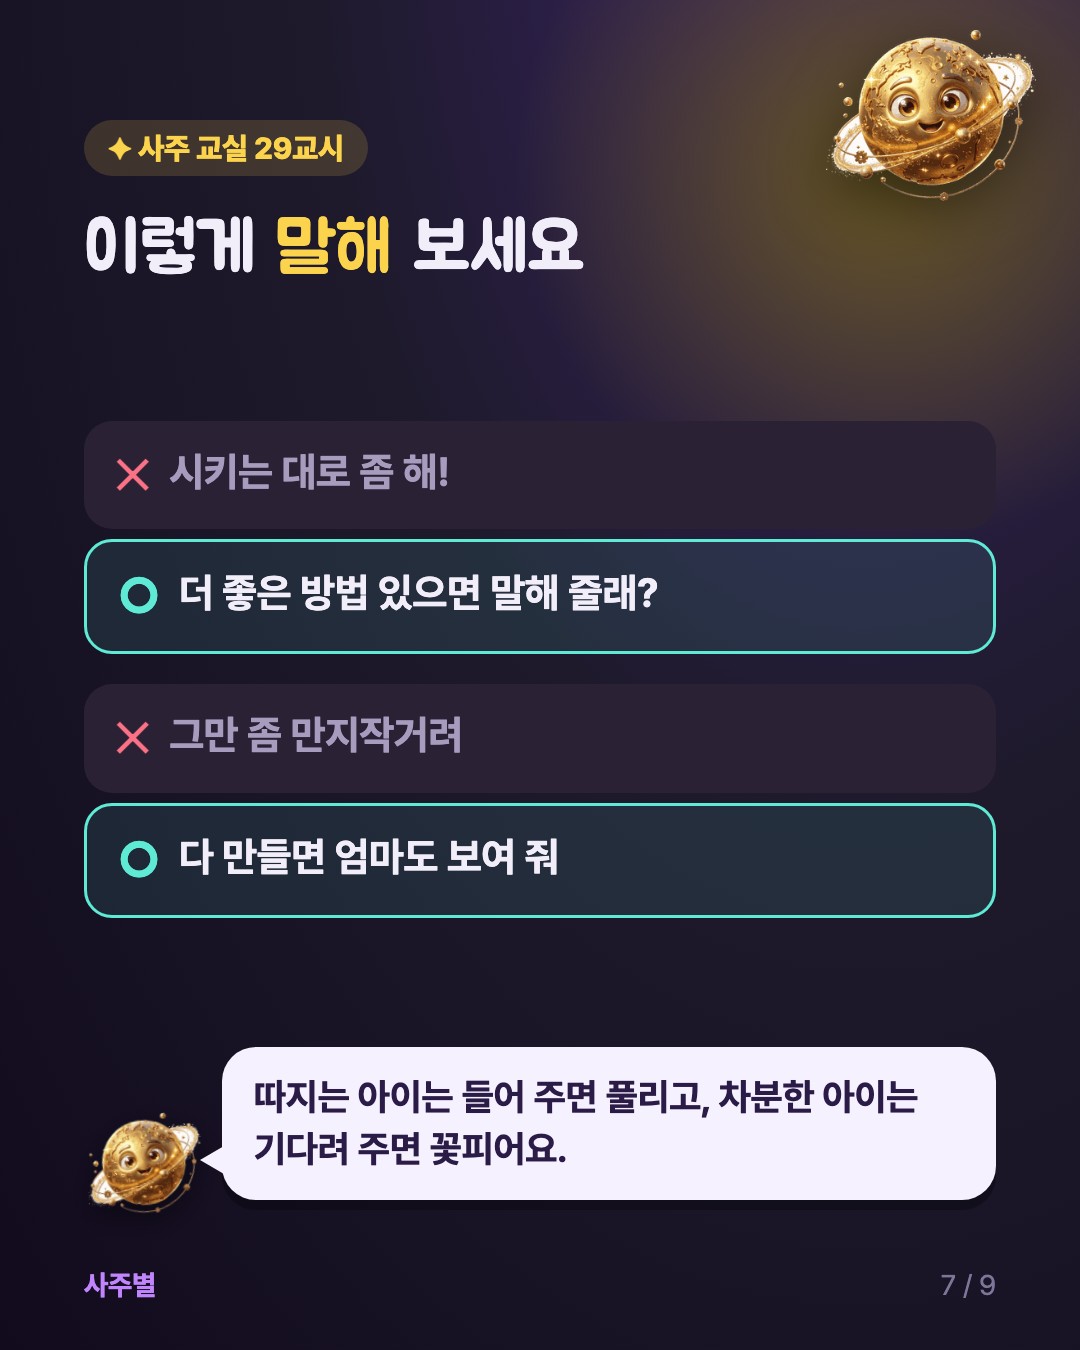 ✦ 사주 교실 29교시
이렇게 말해 보세요
시키는 대로 좀 해!
더 좋은 방법 있으면 말해 줄래?
그만 좀 만지작거려
다 만들면 엄마도 보여 줘
따지는 아이는 들어 주면 풀리고, 차분한 아이는
기다려 주면 꽃피어요.
사주별
7 / 9